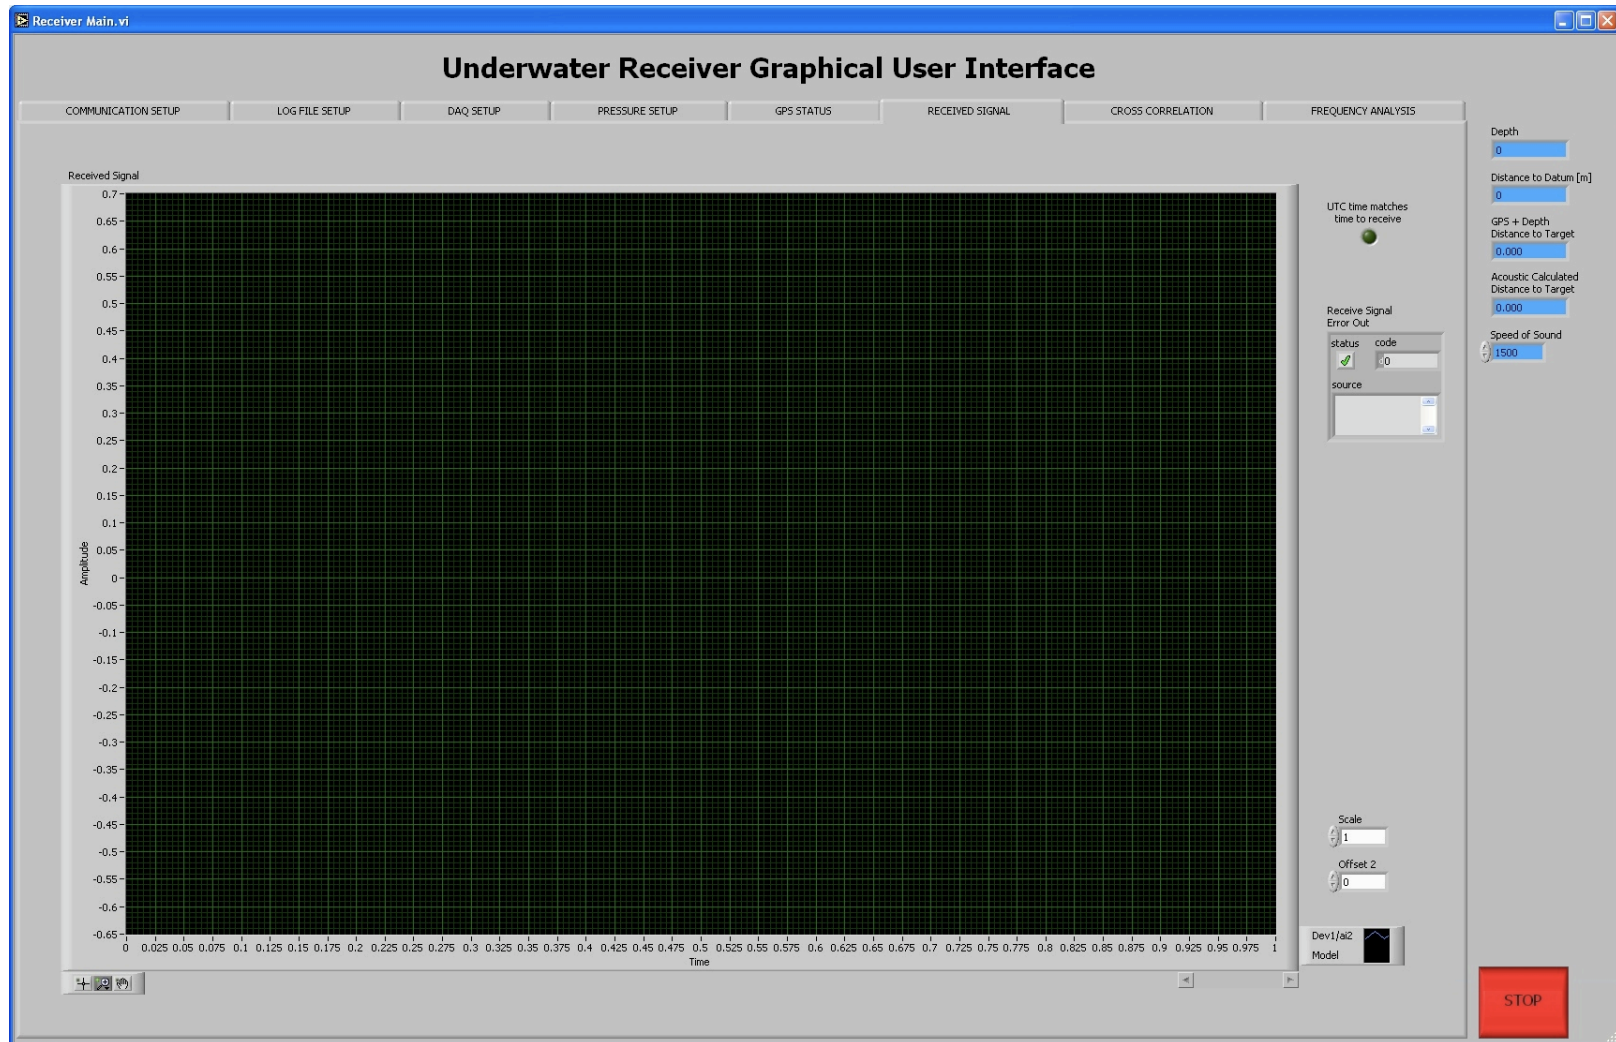 Receiver Main.vi
Underwater Receiver Graphical User Interface
COMMUNICATION SETUP
LOG FILE SETUP
DAQ SETUP
PRESSURE SETUP
GPS STATUS
RECEIVED SIGNAL
CROSS CORRELATION
FREQUENCY ANALYSIS
Received Signal
0.7
0.65
0.6
0.55
0.5
0.45
0.4
0.35
0.3
0.25
0.2
0.15
0.1
0.05
0
-0.05
-0.1
-0.15
-0.2
-0.25
-0.3
-0.35
-0.4
-0.45
-0.5
-0.55
-0.6
-0.65
Amplitude
0 0.025 0.05 0.075 0.1 0.125 0.15 0.175 0.2 0.225 0.25 0.275 0.3 0.325 0.35 0.375 0.4 0.425 0.45 0.475 0.5 0.525 0.55 0.575 0.6 0.625 0.65 0.675 0.7 0.725 0.75 0.775 0.8 0.825 0.85 0.875 0.9 0.925 0.95 0.975 1
Time
UTC time matches
time to receive
Receive Signal
Error Out
status code
d0
source
Scale
1
Offset 2
0
Dev1/ai2
Model
Depth
0
Distance to Datum [m]
0
GPS + Depth
Distance to Target
0.000
Acoustic Calculated
Distance to Target
0.000
Speed of Sound
1500
STOP